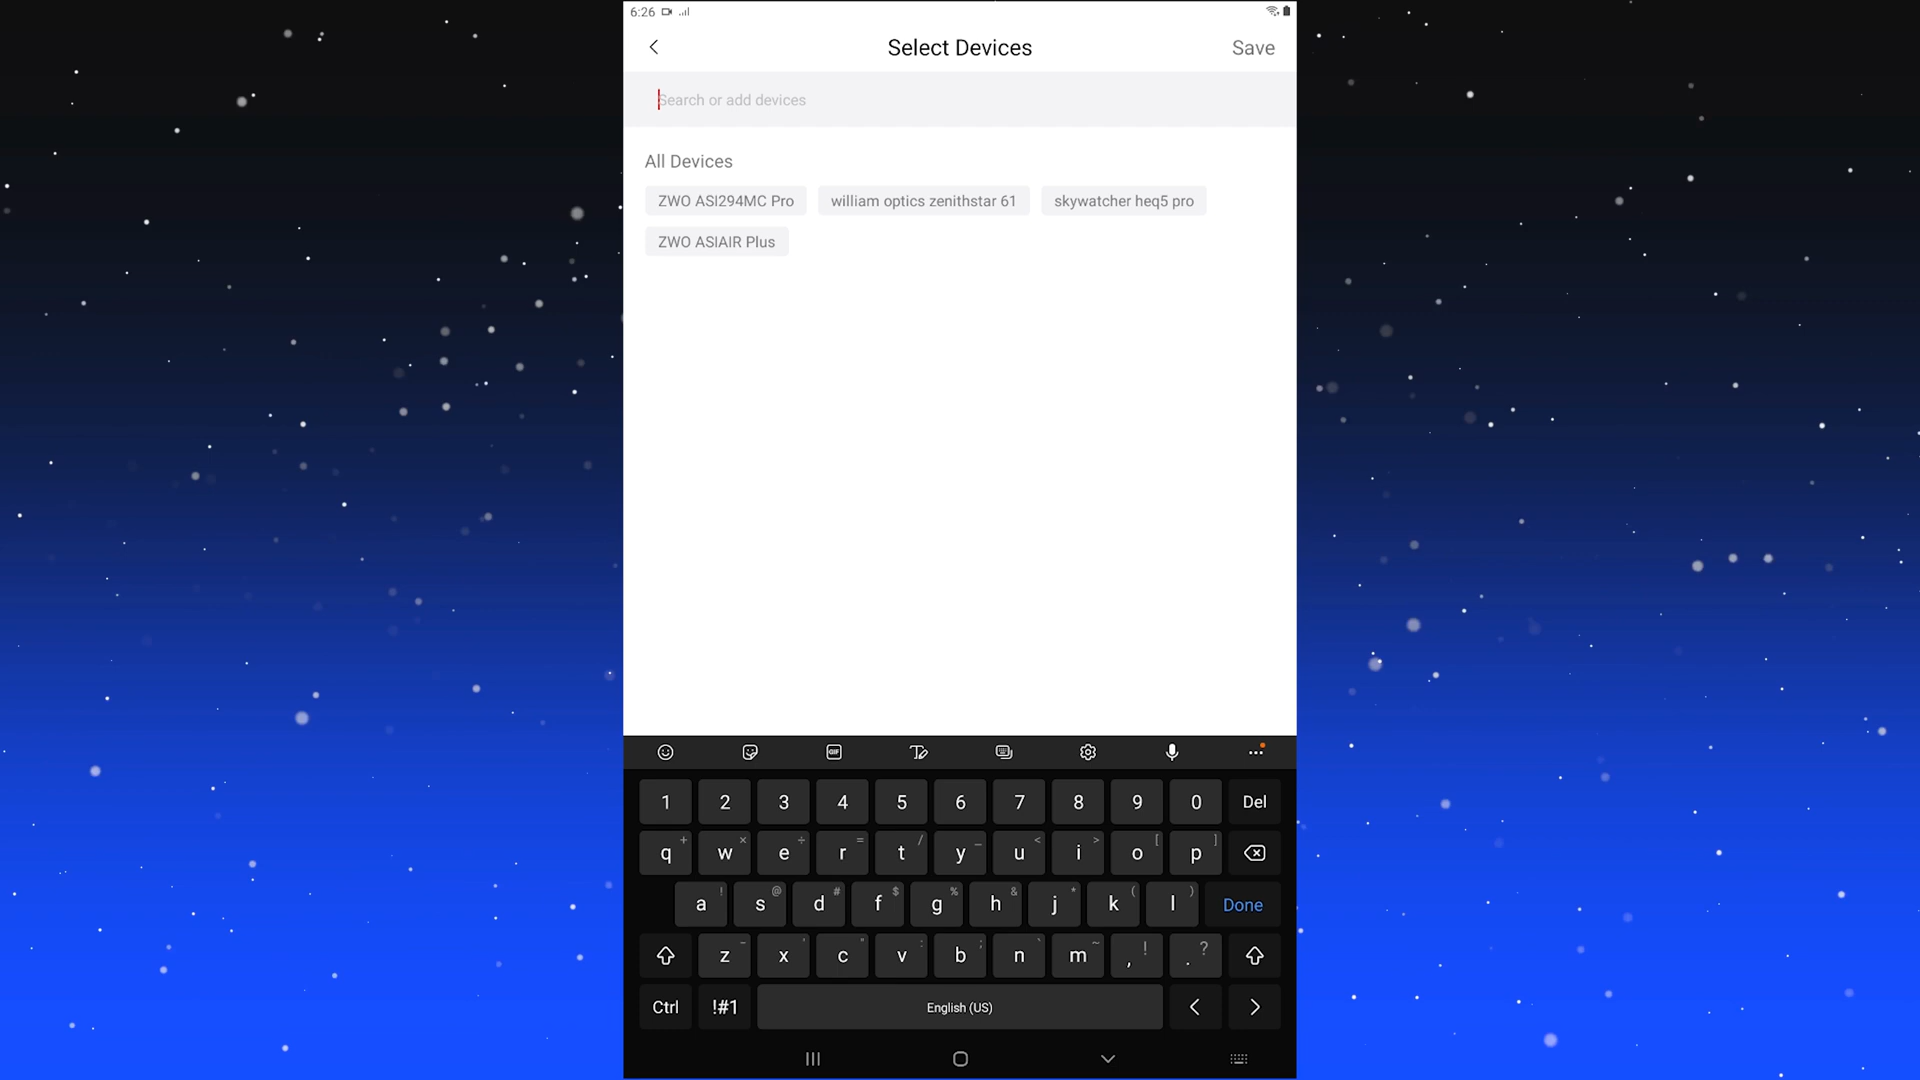 6:26
Select Devices
Save
Search or add devices
All Devices
ZWO ASI294MC Pro
william optics zenithstar 61
skywatcher heq5 pro
ZWO ASIAIR Plus
GIF
1 2 3 4 5 6 7 8 9 0 Del
q + w × e ÷ r = t / y _ u < i > o [ p ]
a ! s @ d # f $ g % h & j * k ( l ) Done
z - x ' c " v : b ; n ` m ~ , ! . ?
Ctrl !#1 English (US) < >